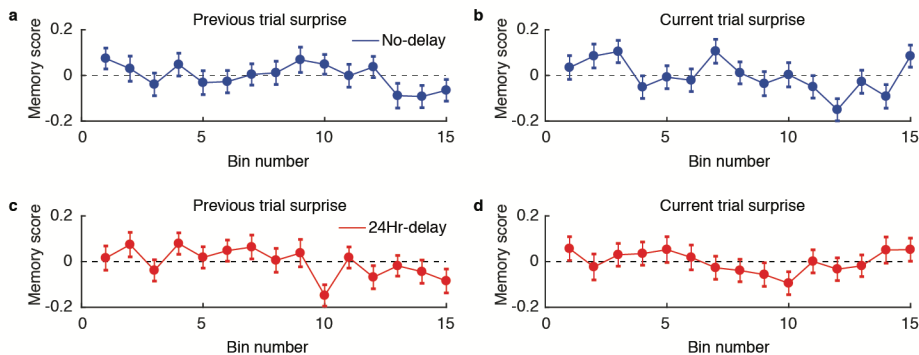 a
Previous trial surprise
No-delay
Memory score
0.2
0
-0.2
0
5
10
15
Bin number
b
Current trial surprise
Memory score
0.2
0
-0.2
0
5
10
15
Bin number
c
Previous trial surprise
24Hr-delay
Memory score
0.2
0
-0.2
0
5
10
15
Bin number
d
Current trial surprise
Memory score
0.2
0
-0.2
0
5
10
15
Bin number